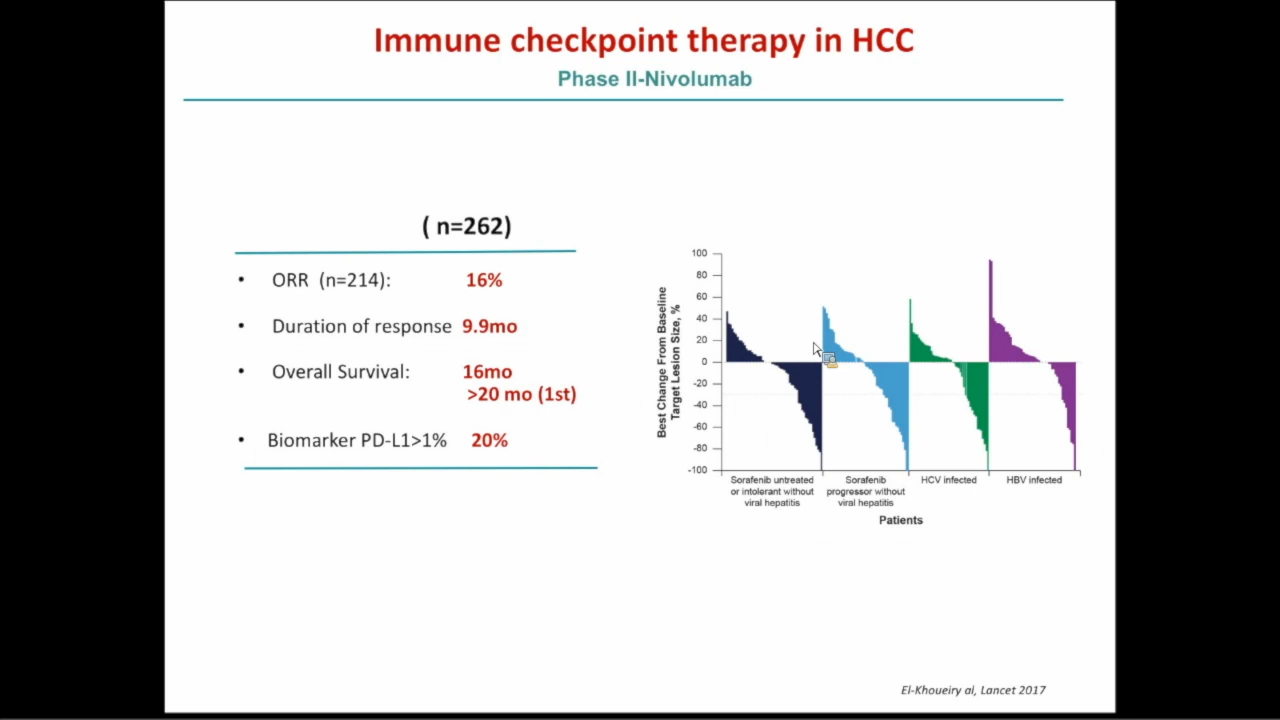 Immune checkpoint therapy in HCC
Phase II-Nivolumab
( n=262)
• ORR (n=214): 16%
• Duration of response 9.9mo
• Overall Survival: 16mo
>20 mo (1st)
• Biomarker PD-L1>1% 20%
Best Change From Baseline
Target Lesion Size, %
100
80
60
40
20
0
-20
-40
-60
-80
-100
Sorafenib untreated
or intolerant without
viral hepatitis
Sorafenib
progressor without
viral hepatitis
HCV infected
HBV infected
Patients
El-Khoueiry al, Lancet 2017